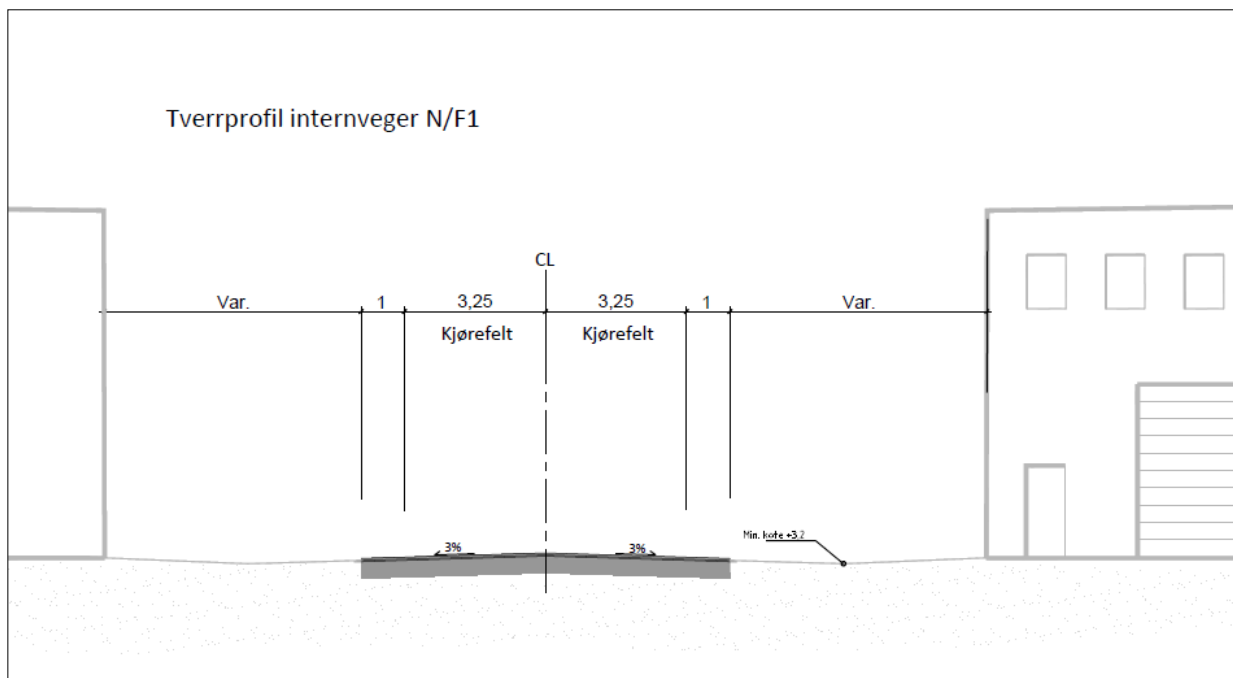 Tverrprofil internveger N/F1
CL
Var. 1 3,25 3,25 1 Var.
Kjørefelt Kjørefelt
Min. kote +3.2
3% 3%